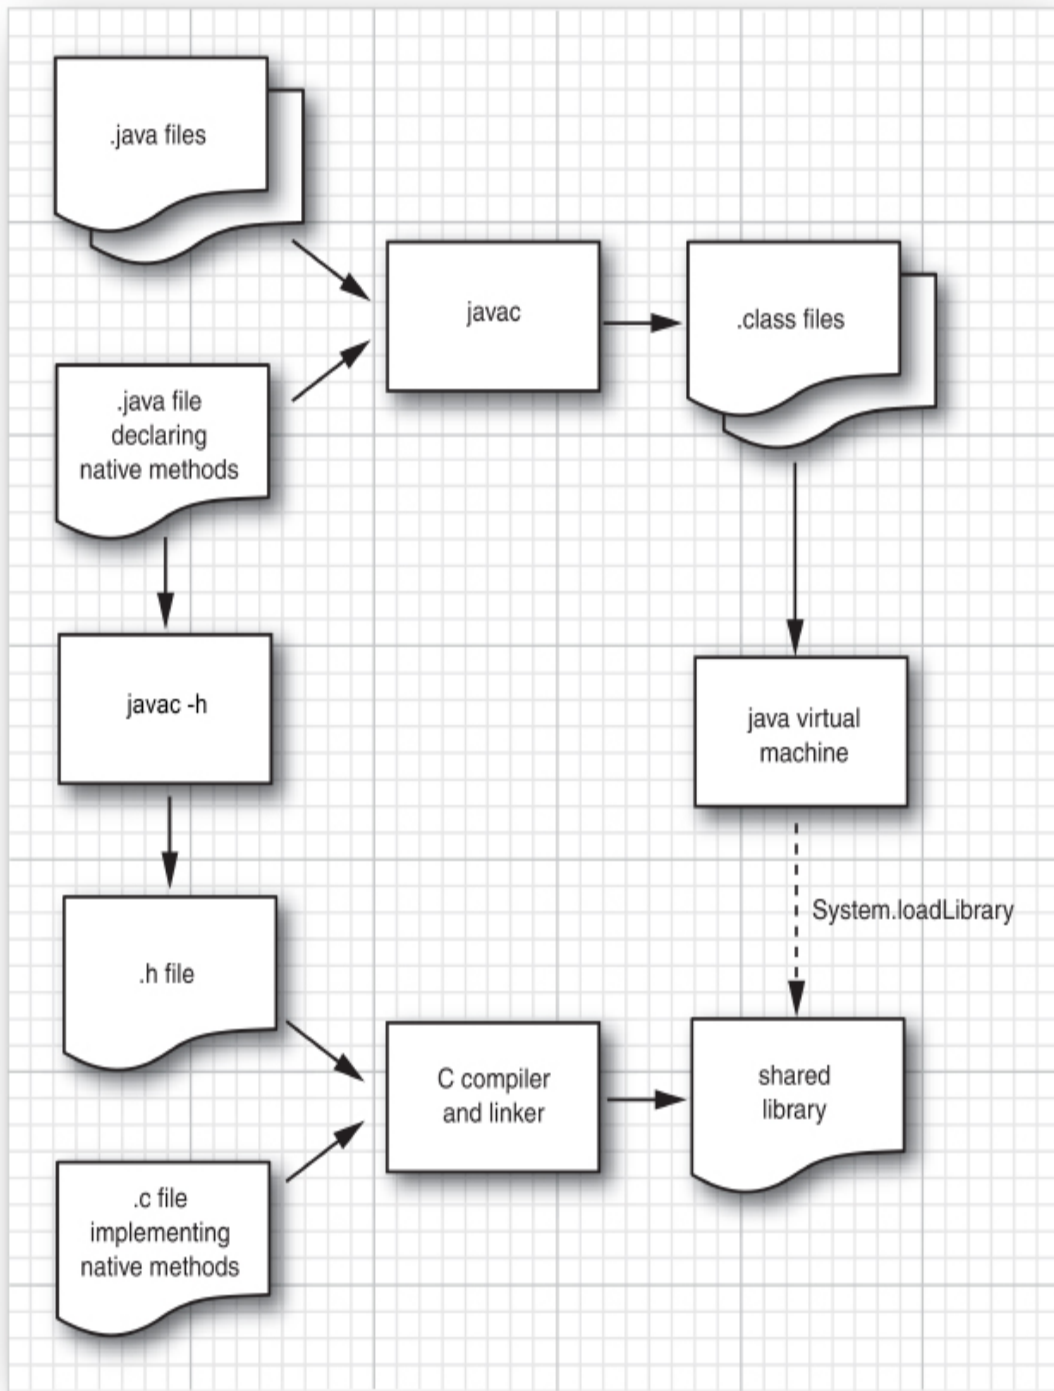 .java files
javac
.class files
.java file
declaring
native methods
javac -h
java virtual
machine
System.loadLibrary
.h file
C compiler
and linker
shared
library
.c file
implementing
native methods